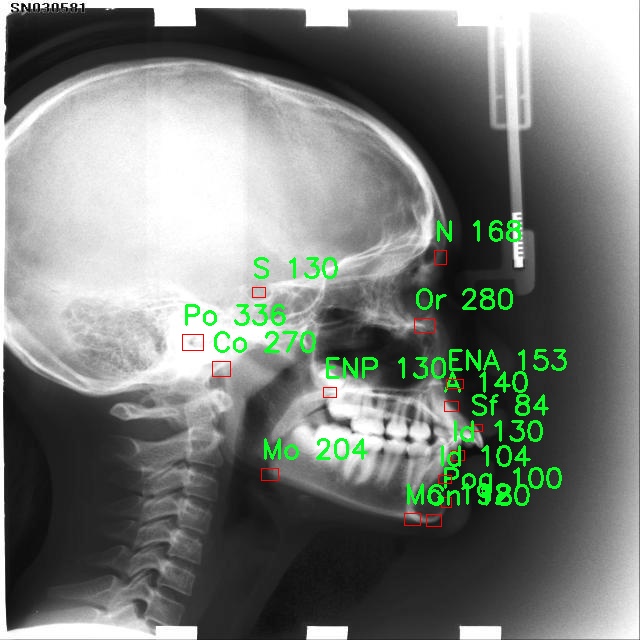 SN030581
N 168
S 130
Or 280
Po 336
Co 270
ENP 130
ENA 153
A 140
Sf 84
Id 130
Mo 204
Id 104
Pog 100